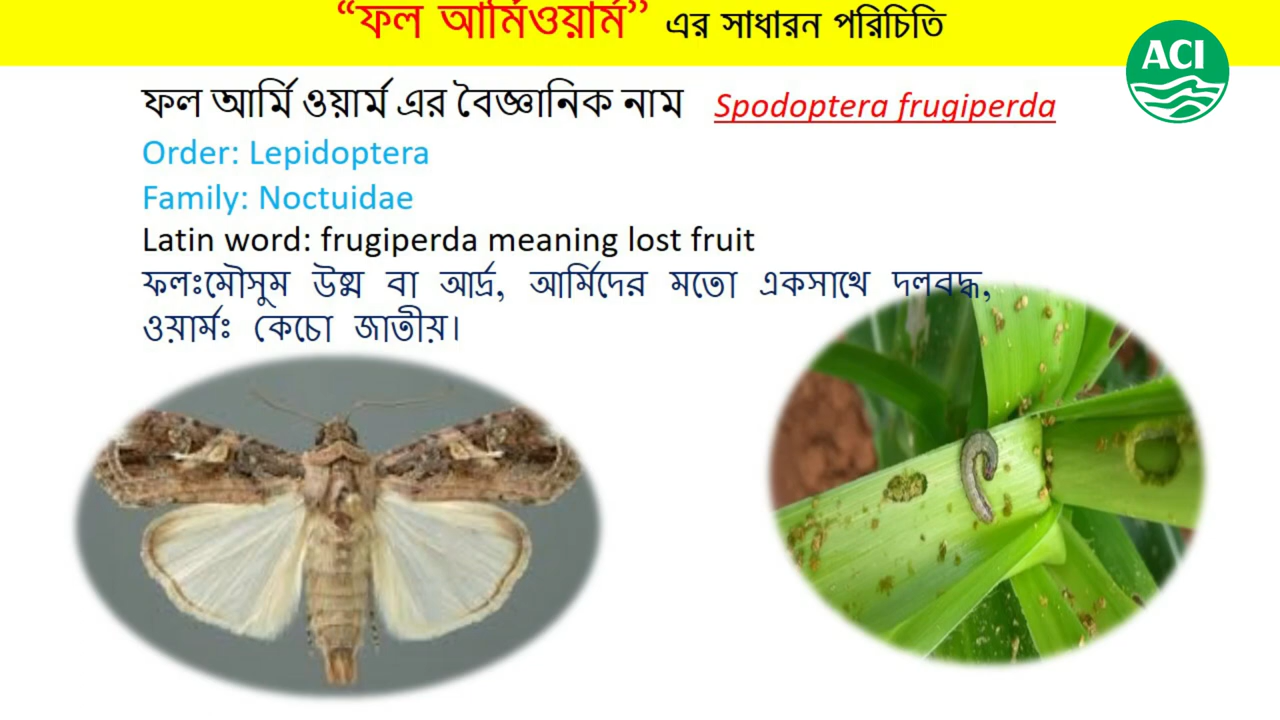 “ফল আর্মিওয়ার্ম” এর সাধারন পরিচিতি
ACI
ফল আর্মি ওয়ার্ম এর বৈজ্ঞানিক নাম Spodoptera frugiperda
Order: Lepidoptera
Family: Noctuidae
Latin word: frugiperda meaning lost fruit
ফলঃমৌসুম উষ্ম বা আর্দ্র, আর্মিদের মতো একসাথে দলবদ্ধ,
ওয়ার্মঃ কেচো জাতীয়।